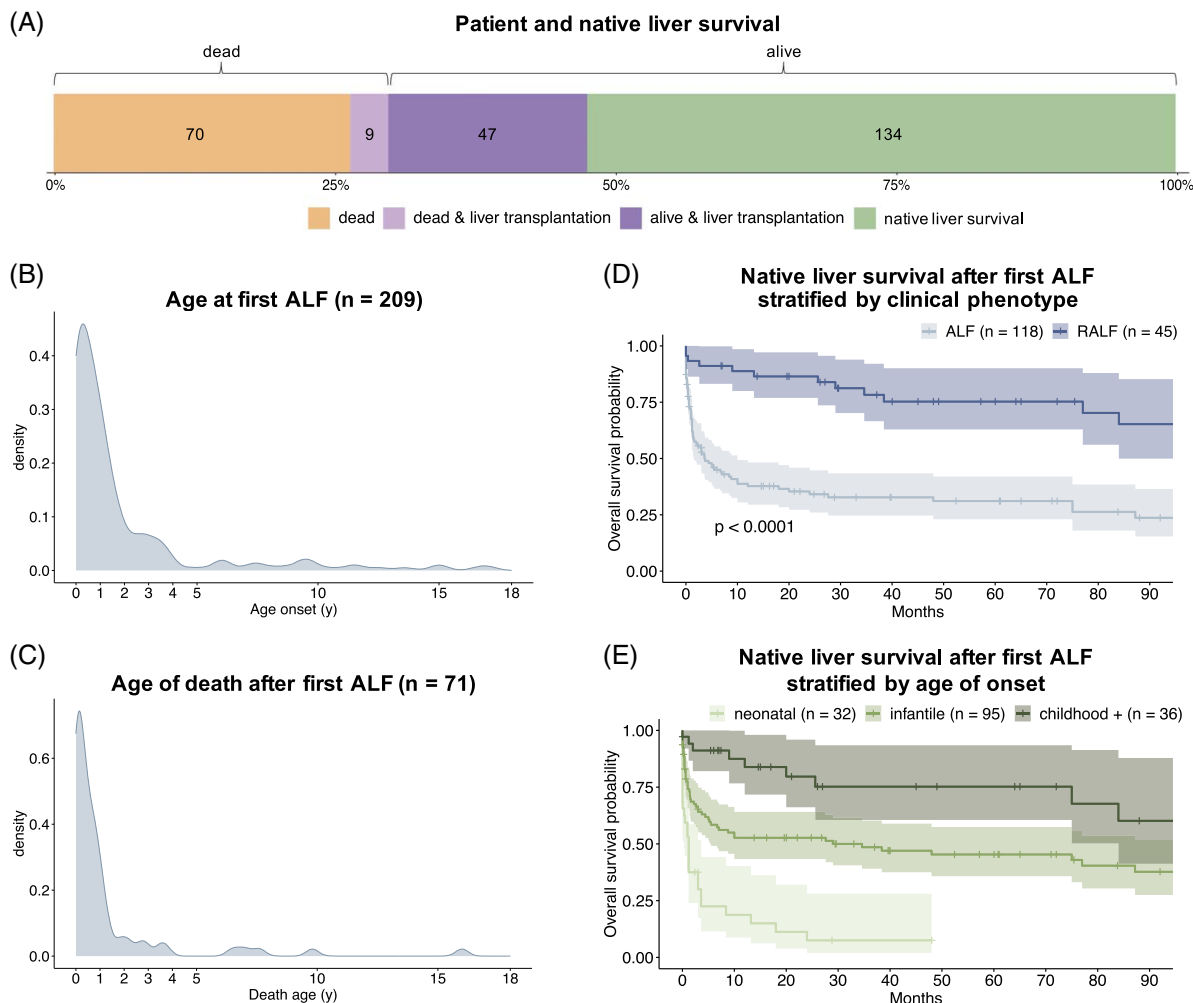 (A)
Patient and native liver survival
dead alive
70 9 47 134
0% 25% 50% 75% 100%
dead dead & liver transplantation alive & liver transplantation native liver survival
(B)
Age at first ALF (n = 209)
density
0.4
0.3
0.2
0.1
0.0
0 1 2 3 4 5 10 15 18
Age onset (y)
(C)
Age of death after first ALF (n = 71)
density
0.6
0.4
0.2
0.0
0 1 2 3 4 5 10 15 18
Death age (y)
(D)
Native liver survival after first ALF
stratified by clinical phenotype
ALF (n = 118) RALF (n = 45)
Overall survival probability
1.00
0.75
0.50
0.25
0.00
p < 0.0001
0 10 20 30 40 50 60 70 80 90
Months
(E)
Native liver survival after first ALF
stratified by age of onset
neonatal (n = 32) infantile (n = 95) childhood + (n = 36)
Overall survival probability
1.00
0.75
0.50
0.25
0.00
0 10 20 30 40 50 60 70 80 90
Months